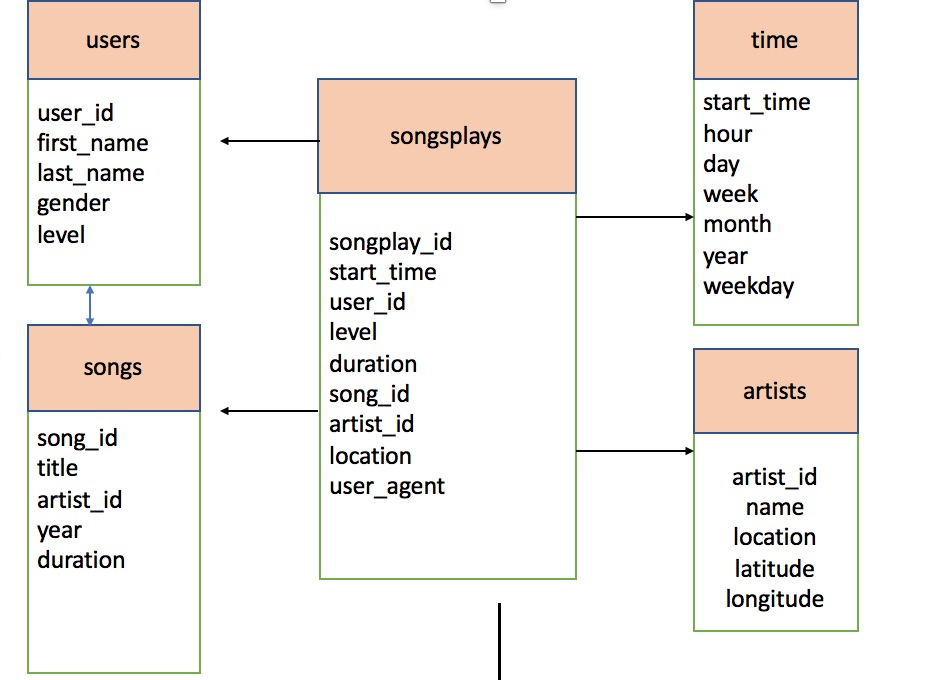 users
user_id
first_name
last_name
gender
level
songs
song_id
title
artist_id
year
duration
songsplays
songplay_id
start_time
user_id
level
duration
song_id
artist_id
location
user_agent
time
start_time
hour
day
week
month
year
weekday
artists
artist_id
name
location
latitude
longitude